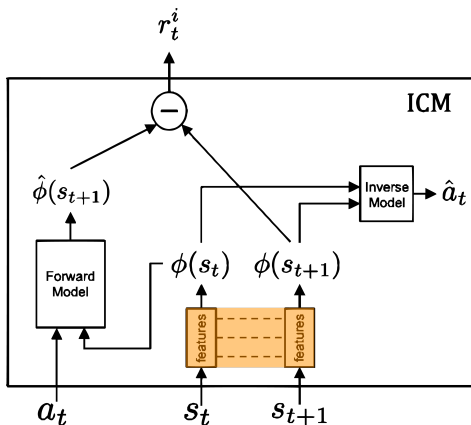 r_t^i
ICM
−
Inverse
Model
â_t
ϕ̂(s_{t+1})
Forward
Model
ϕ(s_t)
ϕ(s_{t+1})
features
features
a_t
s_t
s_{t+1}